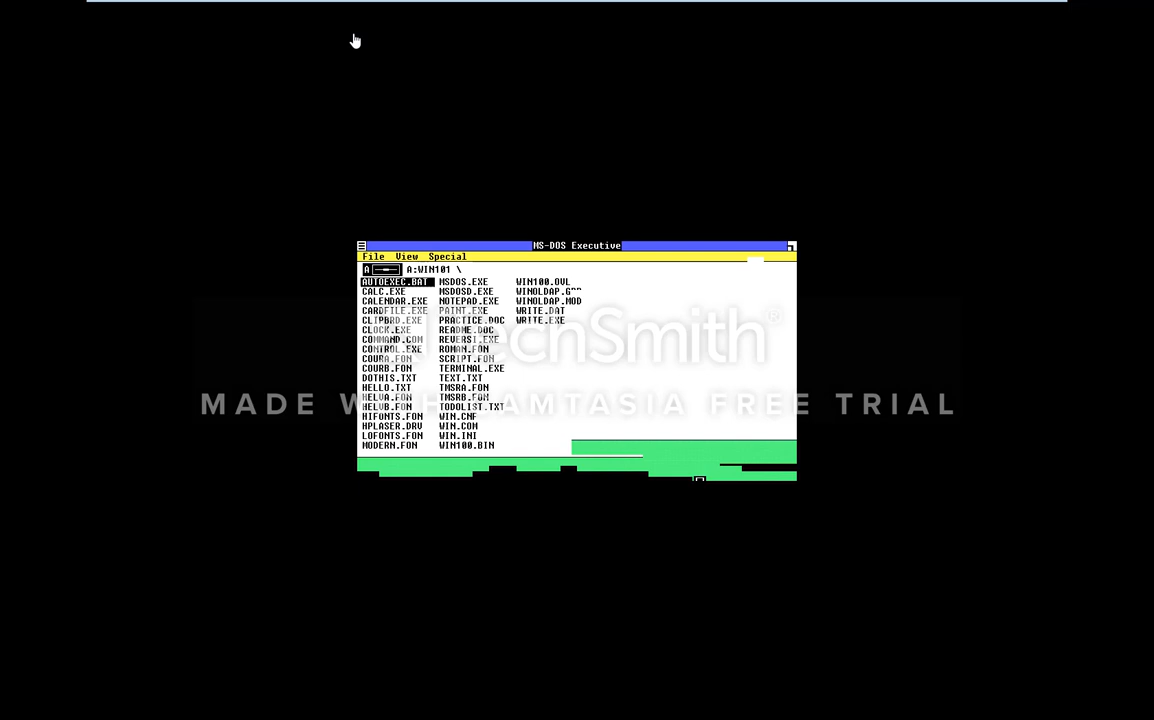 MS-DOS Executive
File View Special
A A:WIN101 \
AUTOEXEC.BAT MSDOS.EXE WIN100.OVL
CALC.EXE MSDOSD.EXE
CALENDAR.EXE NOTEPAD.EXE WINOLDAP.MOD
CARDFILE.EXE PAINT.EXE WRITE.DAT
CLIPBRD.EXE PRACTICE.DOC WRITE.EXE
CLOCK.EXE README.DOC
COMMAND.COM REVERSI.EXE
CONTROL.EXE ROMAN.FON
COURA.FON SCRIPT.FON
COURB.FON TERMINAL.EXE
DOTHIS.TXT TEXT.TXT
HELLO.TXT TMSRA.FON
HELVA.FON TMSRB.FON
HELVB.FON TODOLIST.TXT
HIFONTS.FON WIN.CNF
HPLASER.DRV WIN.COM
LOFONTS.FON WIN.INI
MODERN.FON WIN100.BIN
TechSmith®
MADE WITH CAMTASIA FREE TRIAL